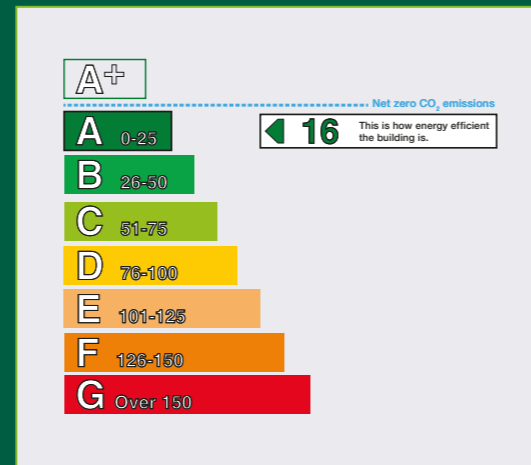 A+
Net zero CO₂ emissions
A 0-25
16 This is how energy efficient
the building is.
B 26-50
C 51-75
D 76-100
E 101-125
F 126-150
G Over 150